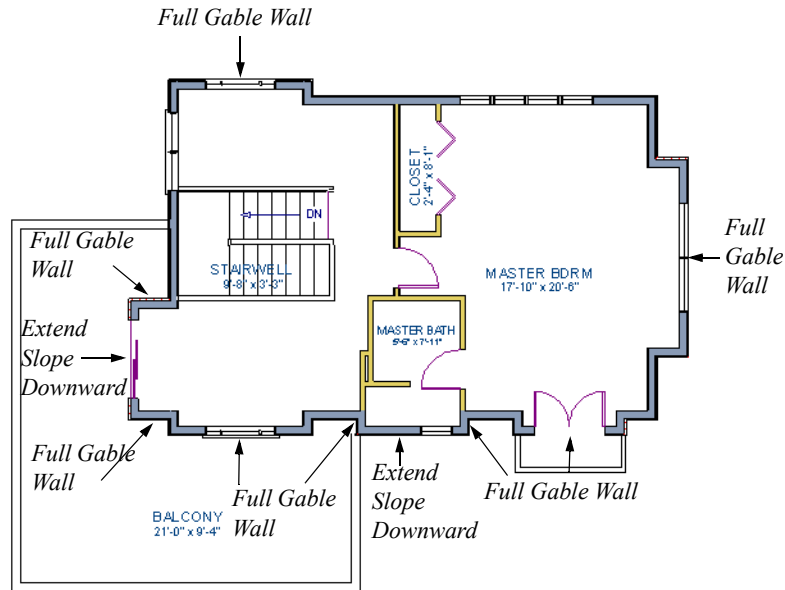 Full Gable Wall
CLOSET
2'-4" x 8'-1"
DN
Full Gable
Wall
Full
Gable
Wall
STAIRWELL
9'-8" x 3'-3"
MASTER BDRM
17'-10" x 20'-6"
Extend
Slope
Downward
MASTER BATH
5'-6" x 7'-11"
Full Gable
Wall
Full Gable
Wall
Extend
Slope
Downward
Full Gable Wall
BALCONY
21'-0" x 9'-4"